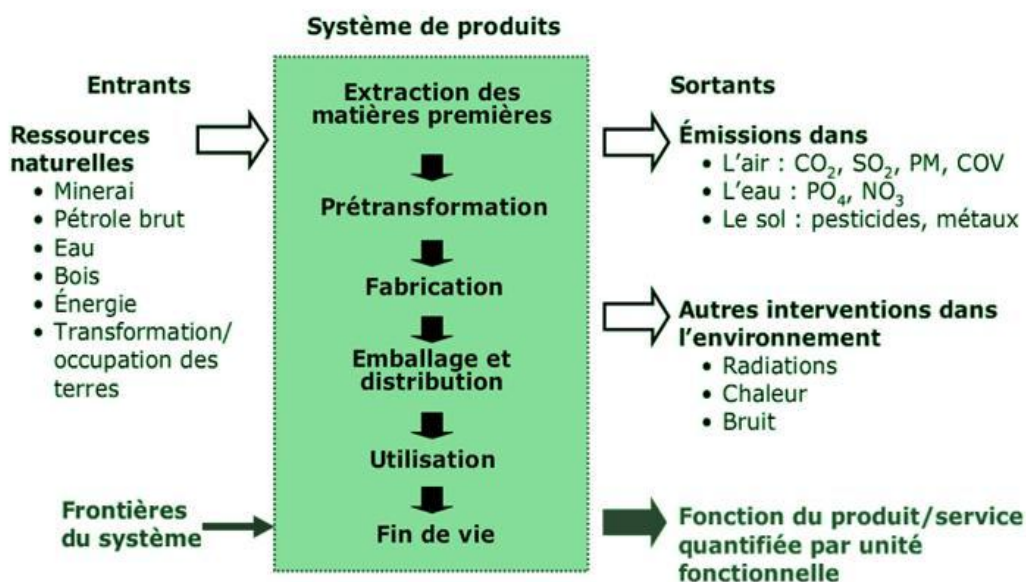 Système de produits
Entrants
Ressources
naturelles
• Minerai
• Pétrole brut
• Eau
• Bois
• Énergie
• Transformation/
occupation des
terres
Frontières
du système
Extraction des
matières premières
Prétransformation
Fabrication
Emballage et
distribution
Utilisation
Fin de vie
Sortants
Émissions dans
• L'air : CO₂, SO₂, PM, COV
• L'eau : PO₄, NO₃
• Le sol : pesticides, métaux
Autres interventions dans
l'environnement
• Radiations
• Chaleur
• Bruit
Fonction du produit/service
quantifiée par unité
fonctionnelle